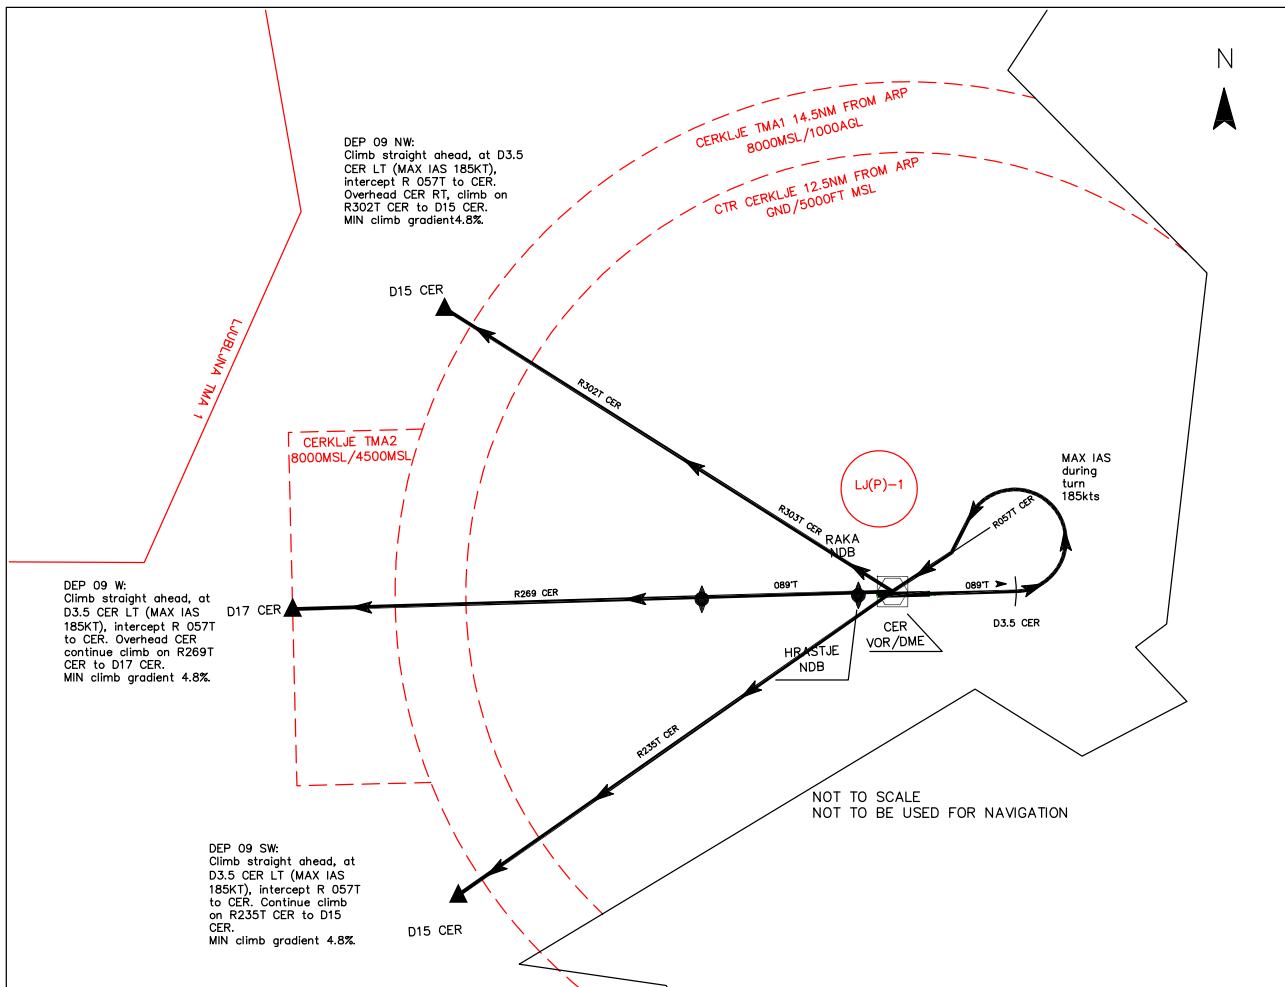 N
CERKLJE TMA1 14.5NM FROM ARP
8000MSL/1000AGL
CTR CERKLJE 12.5NM FROM ARP
GND/5000FT MSL
DEP 09 NW:
Climb straight ahead, at D3.5
CER LT (MAX IAS 185KT),
intercept R 057T to CER.
Overhead CER RT, climb on
R302T CER to D15 CER.
MIN climb gradient4.8%.
D15 CER
LJUBLJNA TMA 1
R302T CER
CERKLJE TMA2
8000MSL/4500MSL
MAX IAS
during
turn
185kts
LJ(P)-1
R303T CER
R057T CER
RAKA
NDB
DEP 09 W:
Climb straight ahead, at
D3.5 CER LT (MAX IAS
185KT), intercept R 057T
to CER. Overhead CER
continue climb on R269T
CER to D17 CER.
MIN climb gradient 4.8%.
D17 CER
R269 CER
089°T
089°T
D3.5 CER
CER
VOR/DME
HRASTJE
NDB
R235T CER
NOT TO SCALE
NOT TO BE USED FOR NAVIGATION
DEP 09 SW:
Climb straight ahead, at
D3.5 CER LT (MAX IAS
185KT), intercept R 057T
to CER. Continue climb
on R235T CER to D15
CER.
MIN climb gradient 4.8%.
D15 CER